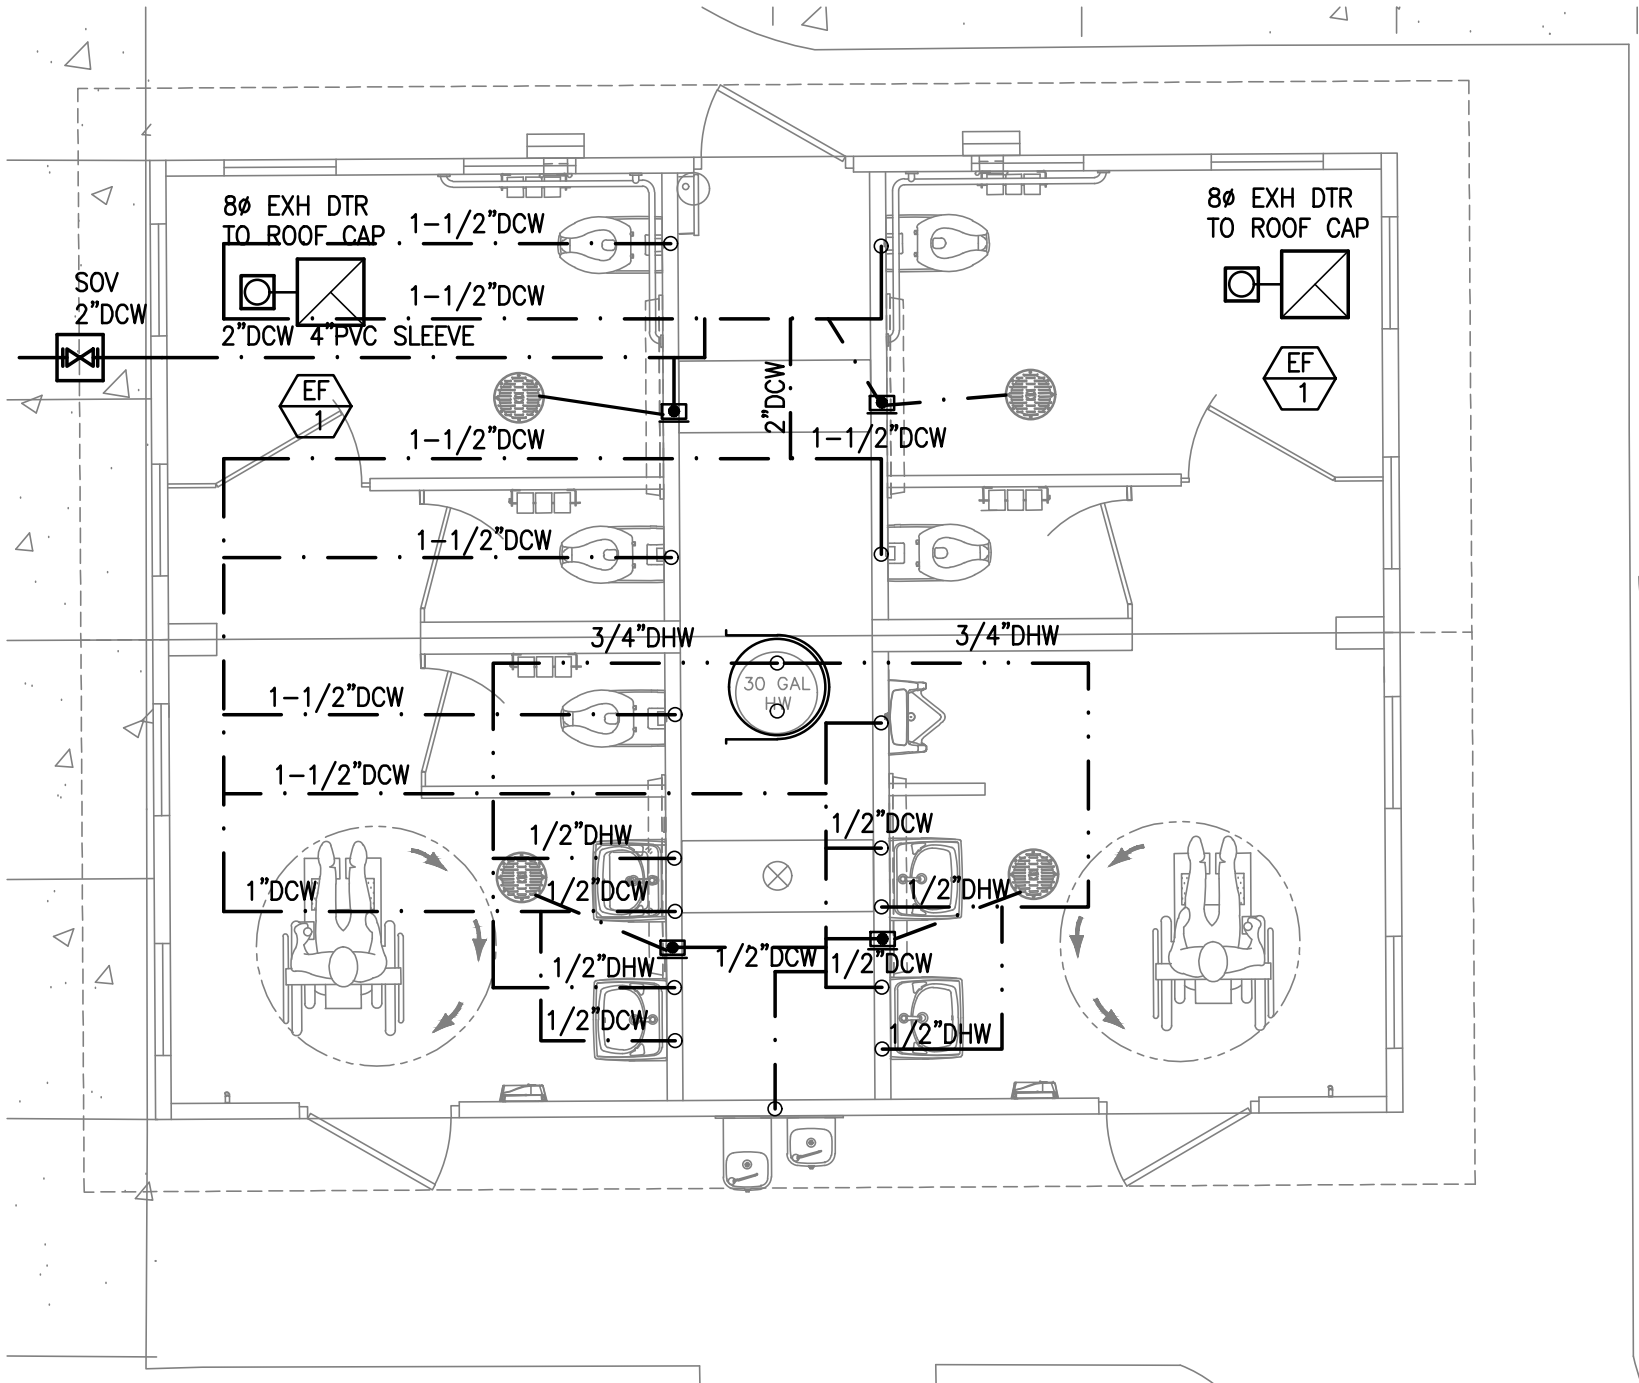 8ø EXH DTR
TO ROOF CAP
1-1/2"DCW
8ø EXH DTR
TO ROOF CAP
SOV
2"DCW
1-1/2"DCW
2"DCW 4"PVC SLEEVE
EF
1
EF
1
2"DCW
1-1/2"DCW
1-1/2"DCW
1-1/2"DCW
3/4"DHW
3/4"DHW
30 GAL
HW
1-1/2"DCW
1-1/2"DCW
1/2"DHW
1/2"DCW
1"DCW
1/2"DCW
1/2"DHW
1/2"DHW
1/2"DCW
1/2"DCW
1/2"DCW
1/2"DHW